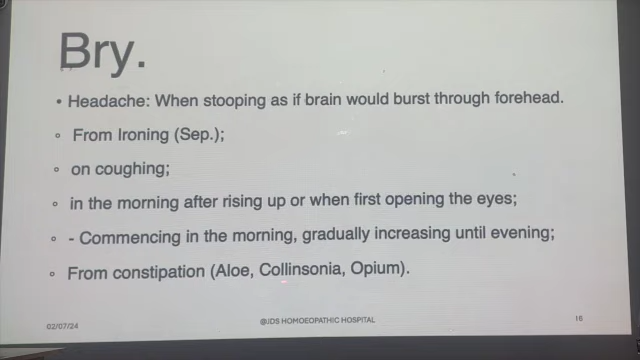 Bry.
• Headache: When stooping as if brain would burst through forehead.
◦ From Ironing (Sep.);
◦ on coughing;
◦ in the morning after rising up or when first opening the eyes;
◦ - Commencing in the morning, gradually increasing until evening;
◦ From constipation (Aloe, Collinsonia, Opium).
02/07/24 @JDS HOMOEOPATHIC HOSPITAL 16